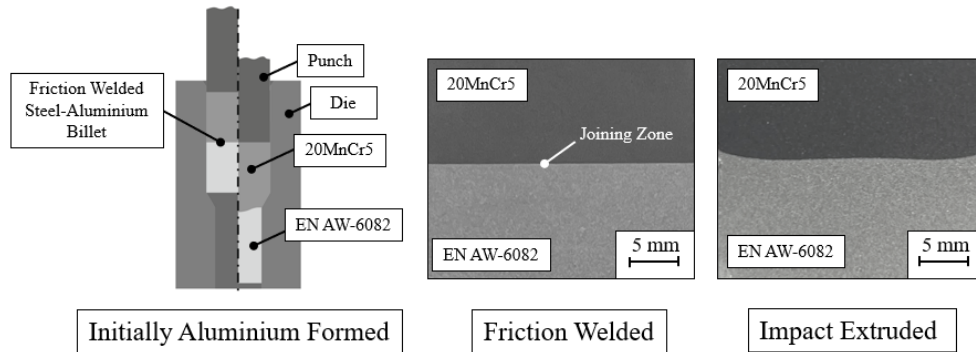 Punch
Friction Welded
Steel-Aluminium
Billet
Die
20MnCr5
EN AW-6082
Initially Aluminium Formed
20MnCr5
Joining Zone
EN AW-6082
5 mm
Friction Welded
20MnCr5
EN AW-6082
5 mm
Impact Extruded